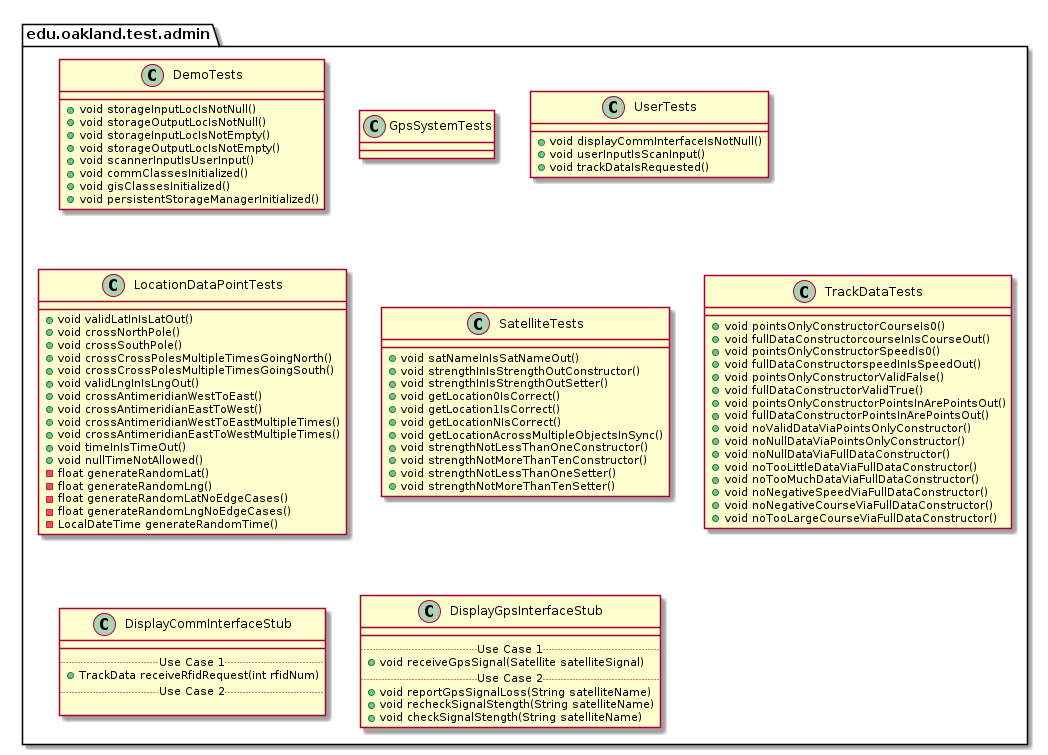 edu.oakland.test.admin
C DemoTests
void storageInputLocIsNotNull()
void storageOutputLocIsNotNull()
void storageInputLocIsNotEmpty()
void storageOutputLocIsNotEmpty()
void scannerInputIsUserInput()
void commClassesInitialized()
void gisClassesInitialized()
void persistentStorageManagerInitialized()
C GpsSystemTests
C UserTests
void displayCommInterfaceIsNotNull()
void userInputIsScanInput()
void trackDataIsRequested()
C LocationDataPointTests
void validLatInIsLatOut()
void crossNorthPole()
void crossSouthPole()
void crossCrossPolesMultipleTimesGoingNorth()
void crossCrossPolesMultipleTimesGoingSouth()
void validLngInIsLngOut()
void crossAntimeridianWestToEast()
void crossAntimeridianEastToWest()
void crossAntimeridianWestToEastMultipleTimes()
void crossAntimeridianEastToWestMultipleTimes()
void timeInIsTimeOut()
void nullTimeNotAllowed()
float generateRandomLat()
float generateRandomLng()
float generateRandomLatNoEdgeCases()
float generateRandomLngNoEdgeCases()
LocalDateTime generateRandomTime()
C SatelliteTests
void satNameInIsSatNameOut()
void strengthInIsStrengthOutConstructor()
void strengthInIsStrengthOutSetter()
void getLocation0IsCorrect()
void getLocation1IsCorrect()
void getLocationNIsCorrect()
void getLocationAcrossMultipleObjectsInSync()
void strengthNotLessThanOneConstructor()
void strengthNotMoreThanTenConstructor()
void strengthNotLessThanOneSetter()
void strengthNotMoreThanTenSetter()
C TrackDataTests
void pointsOnlyConstructorCourseIs0()
void fullDataConstructorcourseInIsCourseOut()
void pointsOnlyConstructorSpeedIs0()
void fullDataConstructorspeedInIsSpeedOut()
void pointsOnlyConstructorValidFalse()
void fullDataConstructorValidTrue()
void pointsOnlyConstructorPointsInArePointsOut()
void fullDataConstructorPointsInArePointsOut()
void noValidDataViaPointsOnlyConstructor()
void noNullDataViaPointsOnlyConstructor()
void noNullDataViaFullDataConstructor()
void noTooLittleDataViaFullDataConstructor()
void noTooMuchDataViaFullDataConstructor()
void noNegativeSpeedViaFullDataConstructor()
void noNegativeCourseViaFullDataConstructor()
void noTooLargeCourseViaFullDataConstructor()
C DisplayCommInterfaceStub
Use Case 1
TrackData receiveRfidRequest(int rfidNum)
Use Case 2
C DisplayGpsInterfaceStub
Use Case 1
void receiveGpsSignal(Satellite satelliteSignal)
Use Case 2
void reportGpsSignalLoss(String satelliteName)
void recheckSignalStength(String satelliteName)
void checkSignalStength(String satelliteName)